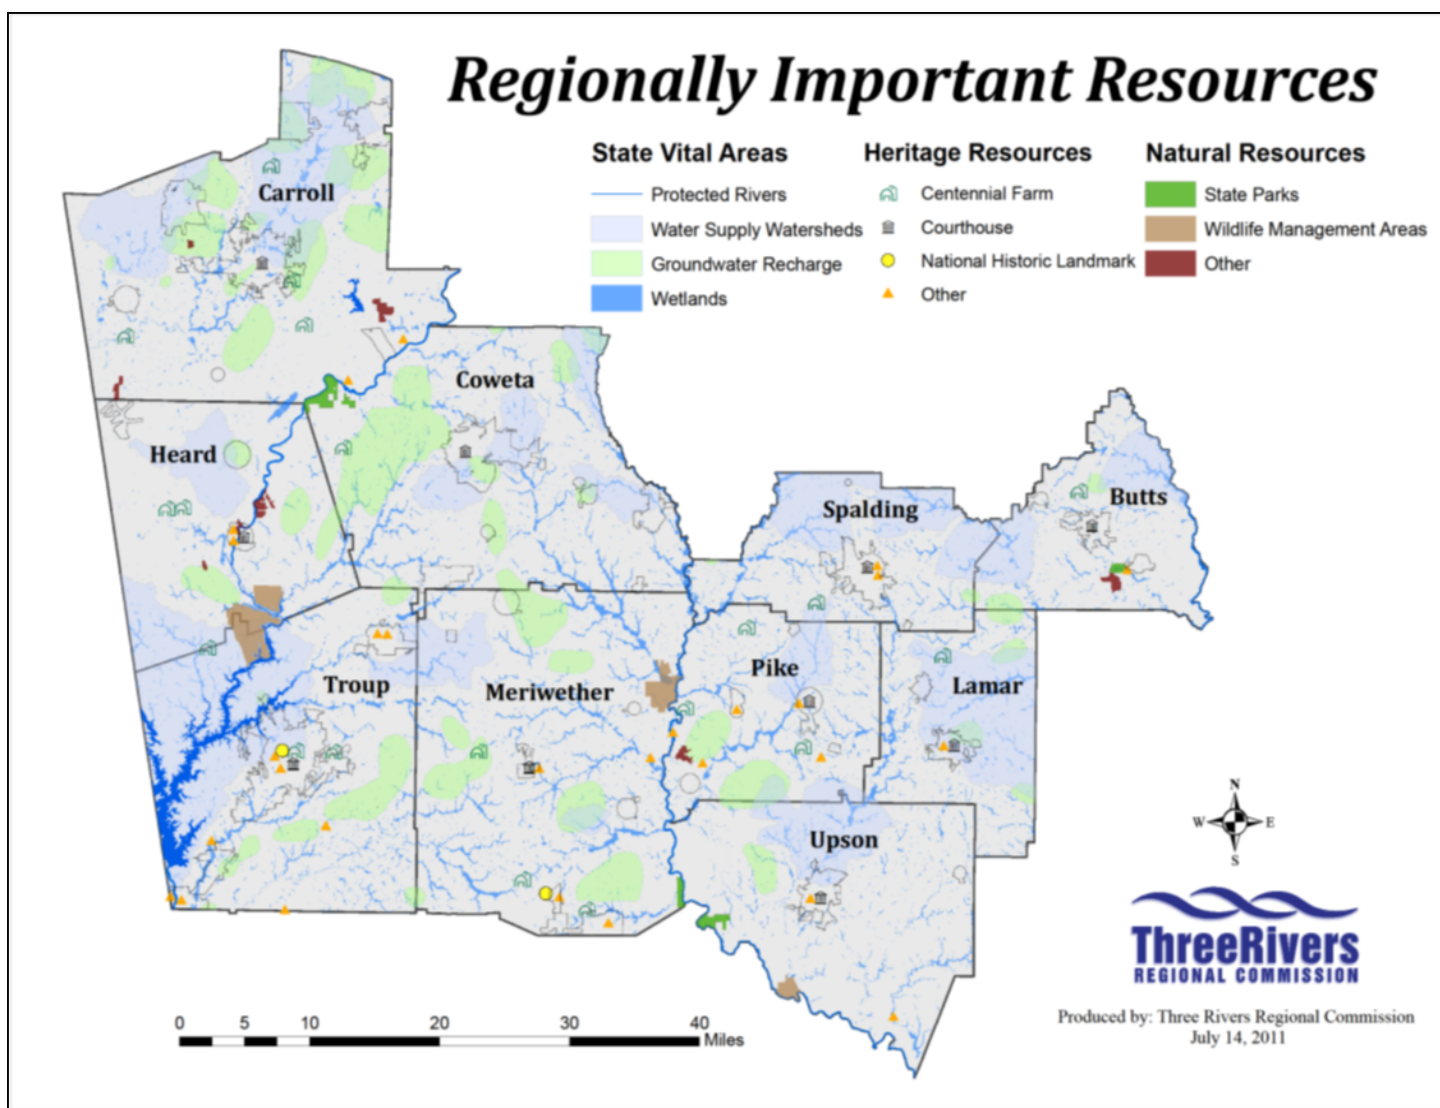 Regionally Important Resources
State Vital Areas
Protected Rivers
Water Supply Watersheds
Groundwater Recharge
Wetlands
Heritage Resources
Centennial Farm
Courthouse
National Historic Landmark
Other
Natural Resources
State Parks
Wildlife Management Areas
Other
Carroll
Coweta
Heard
Butts
Spalding
Pike
Troup
Meriwether
Lamar
Upson
N
W E
S
ThreeRivers
REGIONAL COMMISSION
Produced by: Three Rivers Regional Commission
July 14, 2011
0 5 10 20 30 40
Miles